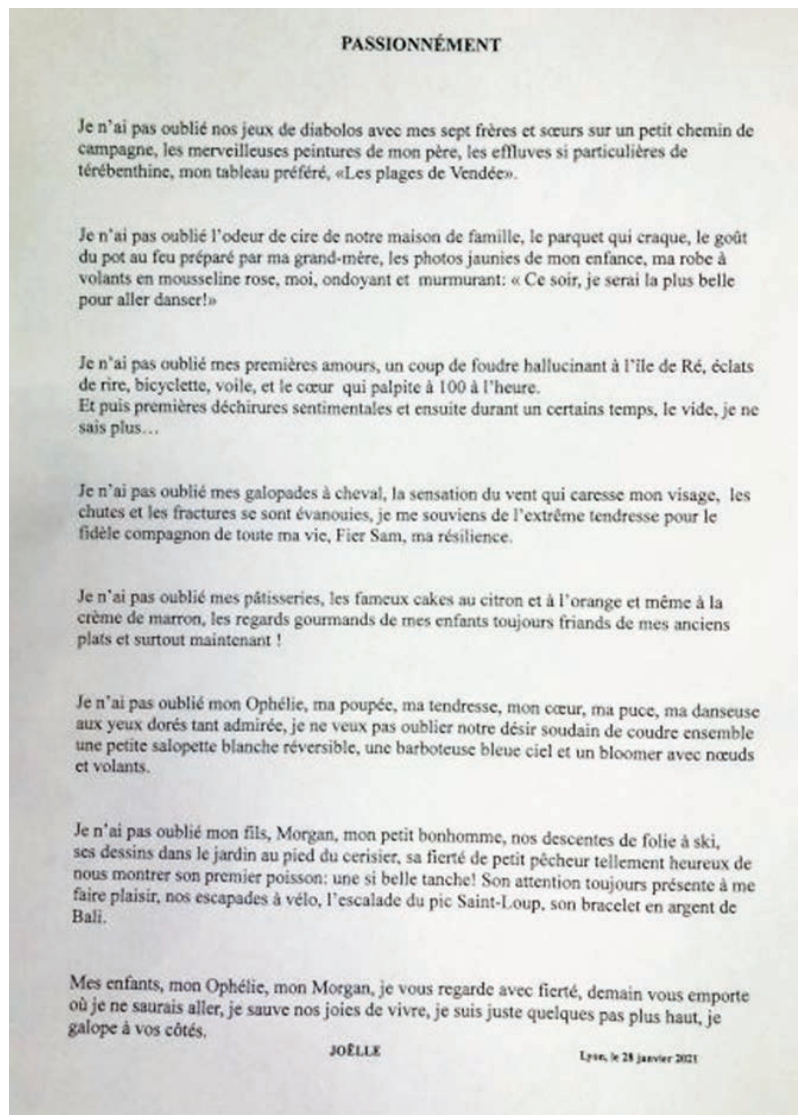 PASSIONNÉMENT
Je n'ai pas oublié nos jeux de diabolos avec mes sept frères et sœurs sur un petit chemin de
campagne, les merveilleuses peintures de mon père, les effluves si particulières de
térébenthine, mon tableau préféré, «Les plages de Vendée».
Je n'ai pas oublié l'odeur de cire de notre maison de famille, le parquet qui craque, le goût
du pot au feu préparé par ma grand-mère, les photos jaunies de mon enfance, ma robe à
volants en mousseline rose, moi, ondoyant et murmurant: « Ce soir, je serai la plus belle
pour aller danser!»
Je n'ai pas oublié mes premières amours, un coup de foudre hallucinant à l'île de Ré, éclats
de rire, bicyclette, voile, et le cœur qui palpite à 100 à l'heure.
Et puis premières déchirures sentimentales et ensuite durant un certains temps, le vide, je ne
sais plus…
Je n'ai pas oublié mes galopades à cheval, la sensation du vent qui caresse mon visage, les
chutes et les fractures se sont évanouies, je me souviens de l'extrême tendresse pour le
fidèle compagnon de toute ma vie, Fier Sam, ma résilience.
Je n'ai pas oublié mes pâtisseries, les fameux cakes au citron et à l'orange et même à la
crème de marron, les regards gourmands de mes enfants toujours friands de mes anciens
plats et surtout maintenant !
Je n'ai pas oublié mon Ophélie, ma poupée, ma tendresse, mon cœur, ma puce, ma danseuse
aux yeux dorés tant admirée, je ne veux pas oublier notre désir soudain de coudre ensemble
une petite salopette blanche réversible, une barboteuse bleue ciel et un bloomer avec nœuds
et volants.
Je n'ai pas oublié mon fils, Morgan, mon petit bonhomme, nos descentes de folie à ski,
ses dessins dans le jardin au pied du cerisier, sa fierté de petit pêcheur tellement heureux de
nous montrer son premier poisson: une si belle tanche! Son attention toujours présente à me
faire plaisir, nos escapades à vélo, l'escalade du pic Saint-Loup, son bracelet en argent de
Bali.
Mes enfants, mon Ophélie, mon Morgan, je vous regarde avec fierté, demain vous emporte
où je ne saurais aller, je sauve nos joies de vivre, je suis juste quelques pas plus haut, je
galope à vos côtés.
JOËLLE
Lyon, le 28 janvier 2021